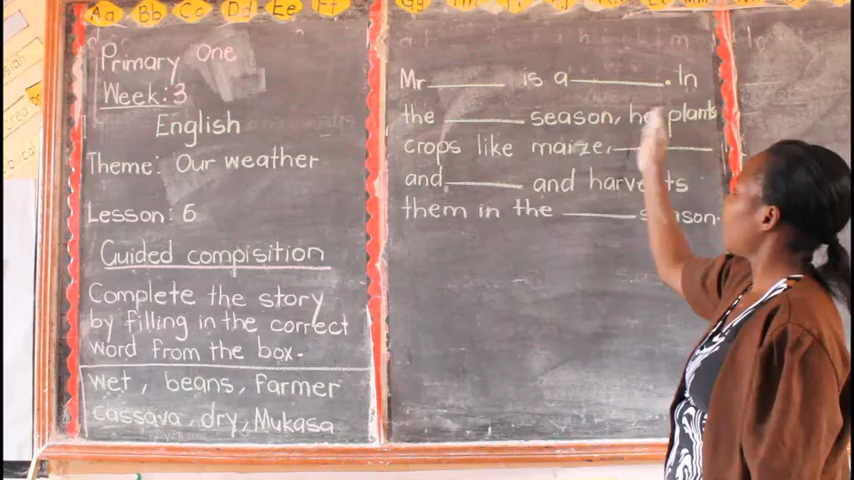 Aa Bb Cc Dd Ee Ff Gg
Primary One
Week: 3
English
Theme: Our weather
Lesson: 6
Guided compisition
Complete the story
by filling in the correct
word from the box.
wet, beans, Farmer
cassava, dry, Mukasa
Mr ______ is a ______. In
the ______ season, he plants
crops like maize, ______
and ______ and harvests
them in the ______ season.